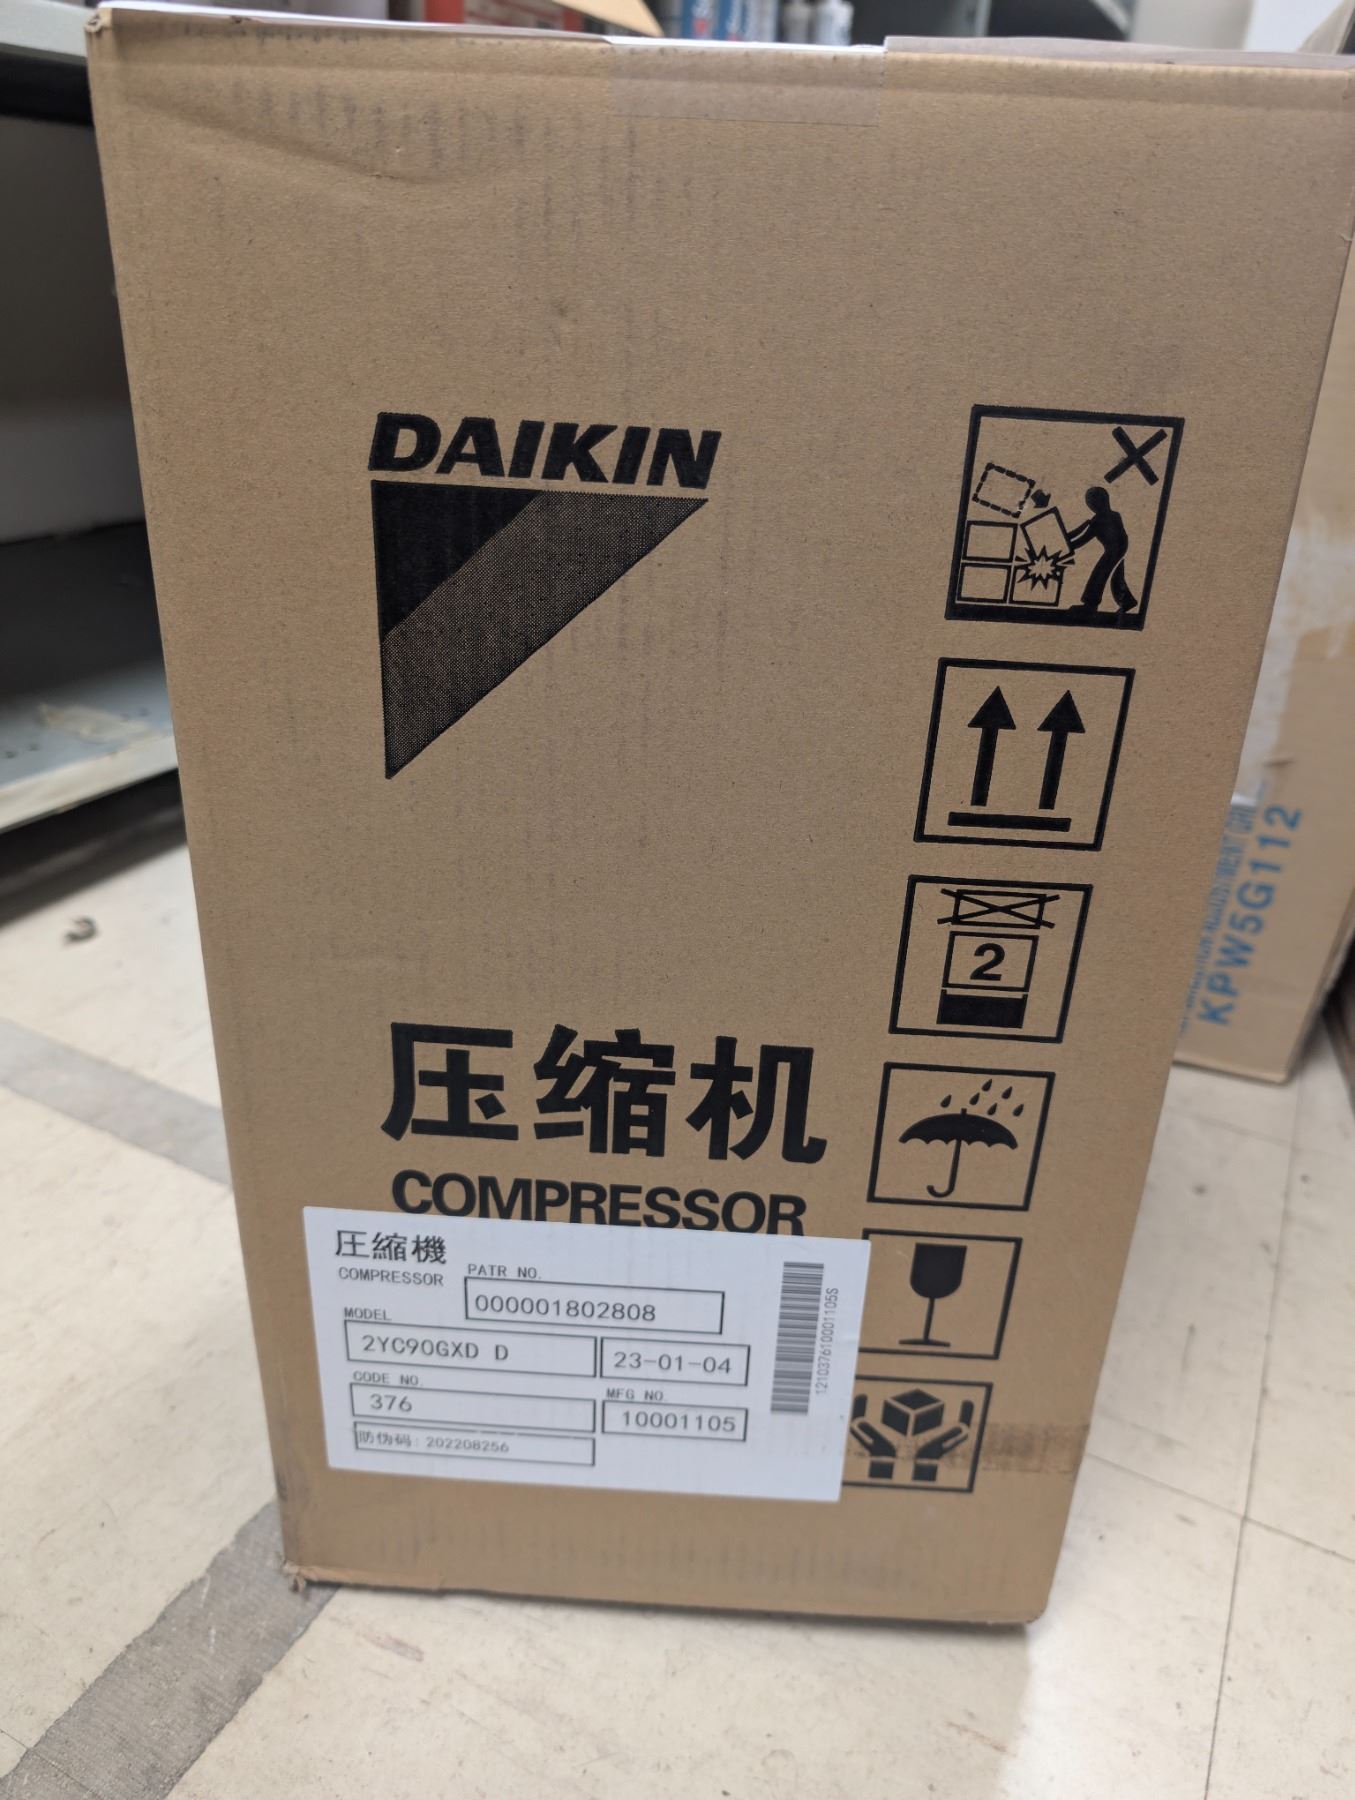 DAIKIN
2
压缩机
COMPRESSOR
圧縮機
COMPRESSOR
PATR NO.
000001802808
MODEL
2YC90GXD D
23-01-04
CODE NO.
376
MFG NO.
10001105
防伪码: 202208256
121037610001105S
KPW5G112